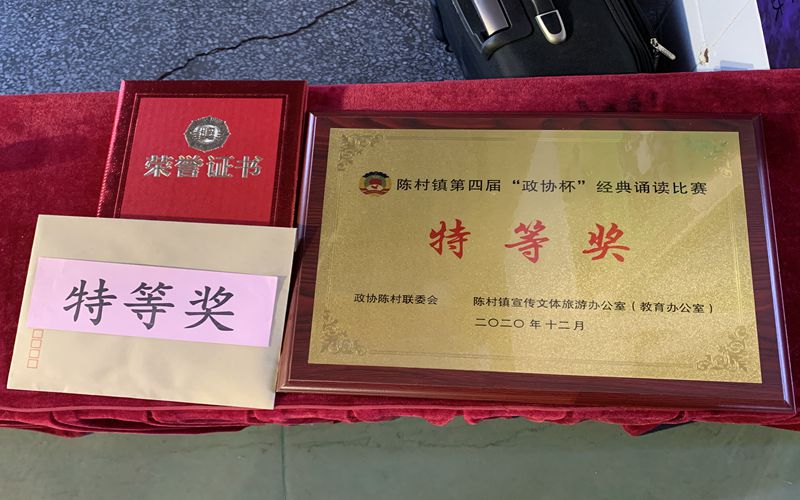 荣誉证书
特等奖
陈村镇第四届“政协杯”经典诵读比赛
特等奖
政协陈村联委会 陈村镇宣传文体旅游办公室（教育办公室）
二〇二〇年十二月